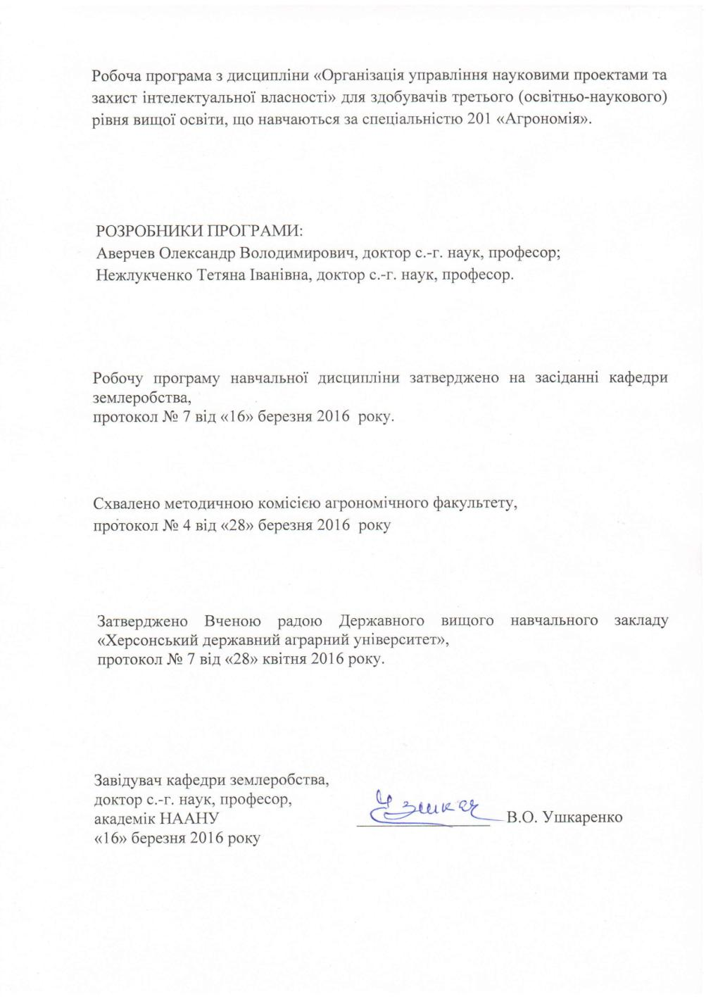 Робоча програма з дисципліни «Організація управління науковими проектами та
захист інтелектуальної власності» для здобувачів третього (освітньо-наукового)
рівня вищої освіти, що навчаються за спеціальністю 201 «Агрономія».
РОЗРОБНИКИ ПРОГРАМИ:
Аверчев Олександр Володимирович, доктор с.-г. наук, професор;
Нежлукченко Тетяна Іванівна, доктор с.-г. наук, професор.
Робочу програму навчальної дисципліни затверджено на засіданні кафедри
землеробства,
протокол № 7 від «16» березня 2016 року.
Схвалено методичною комісією агрономічного факультету,
протокол № 4 від «28» березня 2016 року
Затверджено Вченою радою Державного вищого навчального закладу
«Херсонський державний аграрний університет»,
протокол № 7 від «28» квітня 2016 року.
Завідувач кафедри землеробства,
доктор с.-г. наук, професор,
академік НААНУ
В.О. Ушкаренко
«16» березня 2016 року